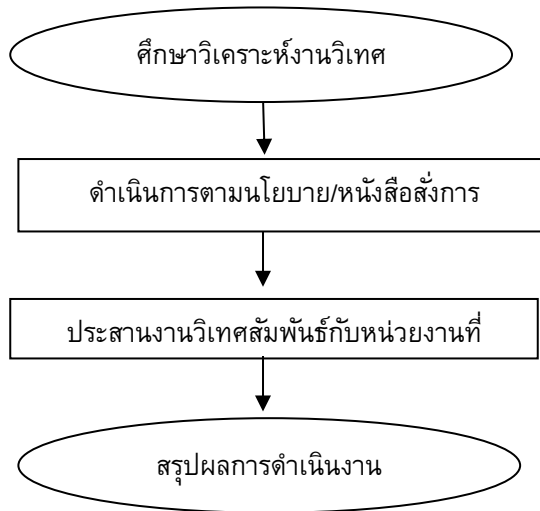 ศึกษาวิเคราะห์งานวิเทศ
ดำเนินการตามนโยบาย/หนังสือสั่งการ
ประสานงานวิเทศสัมพันธ์กับหน่วยงานที่
สรุปผลการดำเนินงาน